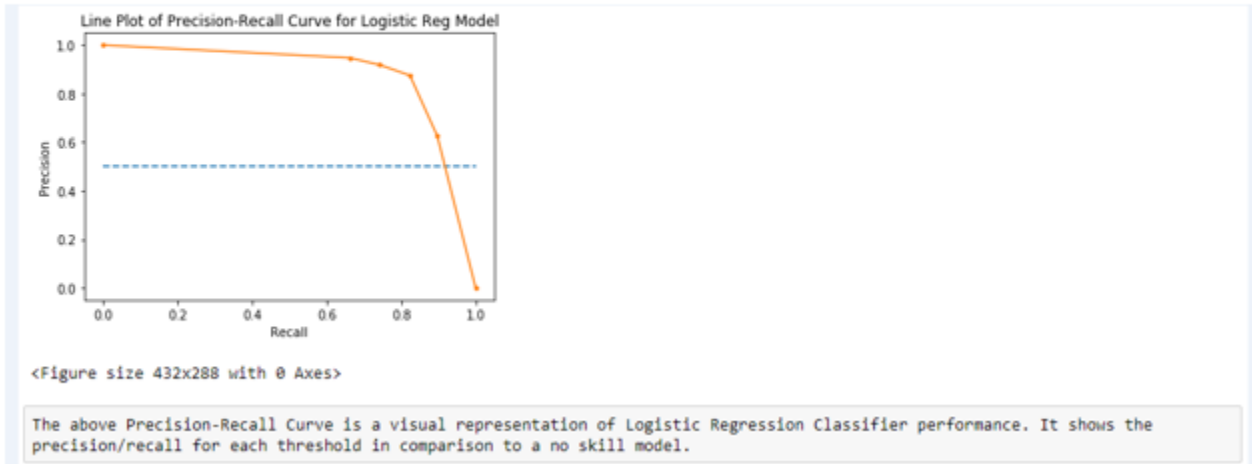 Line Plot of Precision-Recall Curve for Logistic Reg Model
1.0
0.8
0.6
0.4
0.2
0.0
Precision
0.0 0.2 0.4 0.6 0.8 1.0
Recall
<Figure size 432x288 with 0 Axes>
The above Precision-Recall Curve is a visual representation of Logistic Regression Classifier performance. It shows the
precision/recall for each threshold in comparison to a no skill model.